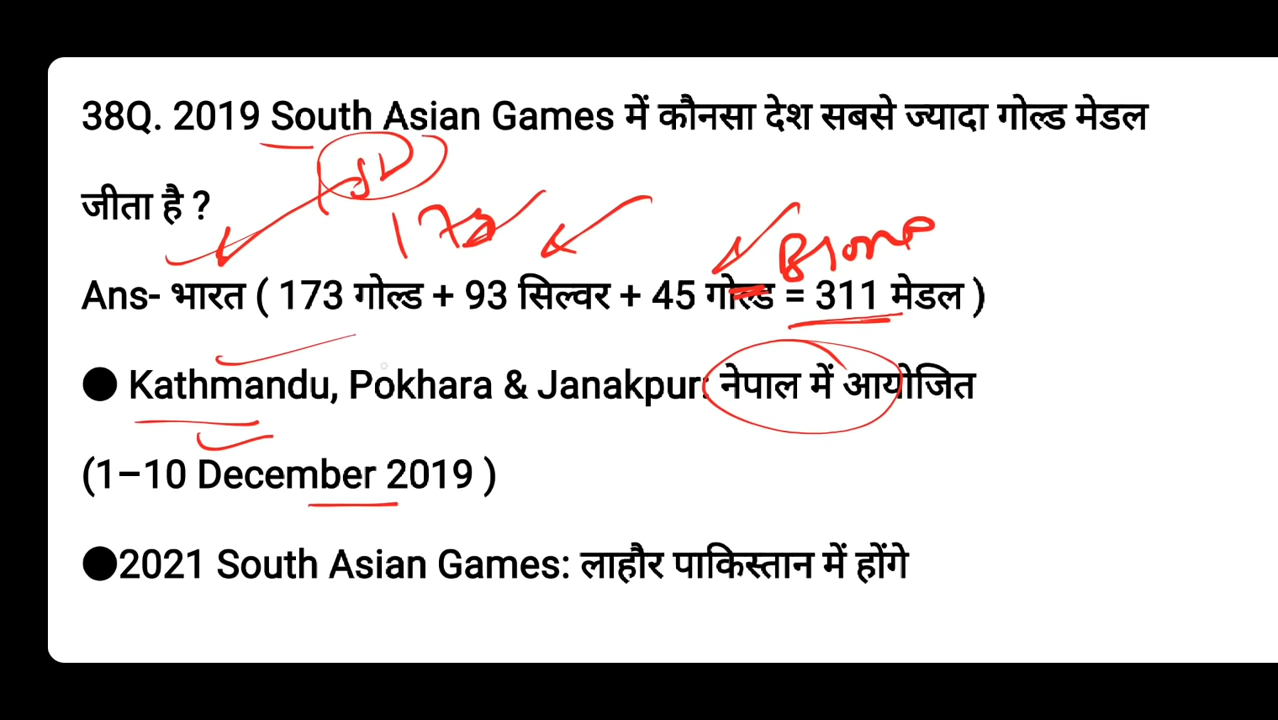 38Q. 2019 South Asian Games में कौनसा देश सबसे ज्यादा गोल्ड मेडल
जीता है ?
173
Ans- भारत ( 173 गोल्ड + 93 सिल्वर + 45 गोल्ड = 311 मेडल )
● Kathmandu, Pokhara & Janakpur: नेपाल में आयोजित
(1–10 December 2019 )
●2021 South Asian Games: लाहौर पाकिस्तान में होंगे